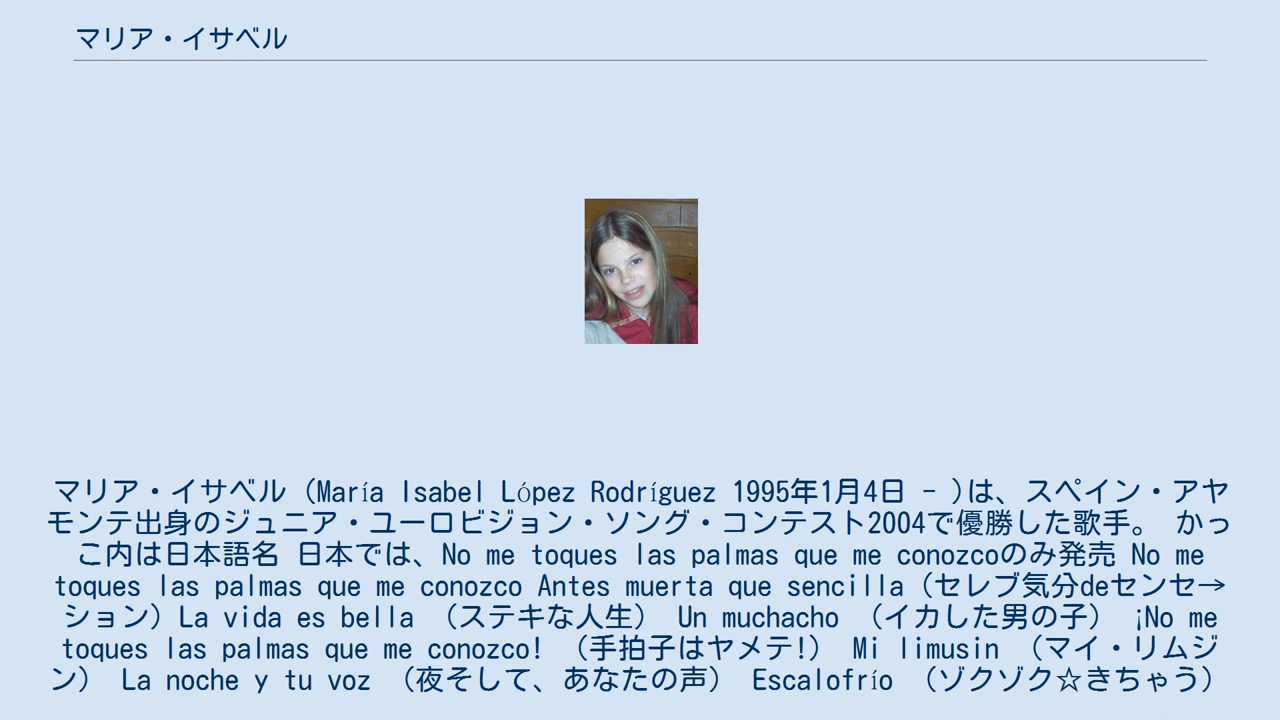 マリア・イサベル
マリア・イサベル (María Isabel López Rodríguez 1995年1月4日 - )は、スペイン・アヤ
モンテ出身のジュニア・ユーロビジョン・ソング・コンテスト2004で優勝した歌手。 かっ
こ内は日本語名 日本では、No me toques las palmas que me conozcoのみ発売 No me
toques las palmas que me conozco Antes muerta que sencilla（セレブ気分deセンセ→
ション）La vida es bella （ステキな人生） Un muchacho （イカした男の子） ¡No me
toques las palmas que me conozco! （手拍子はヤメテ!） Mi limusin （マイ・リムジ
ン） La noche y tu voz （夜そして、あなたの声） Escalofrío （ゾクゾク☆きちゃう）